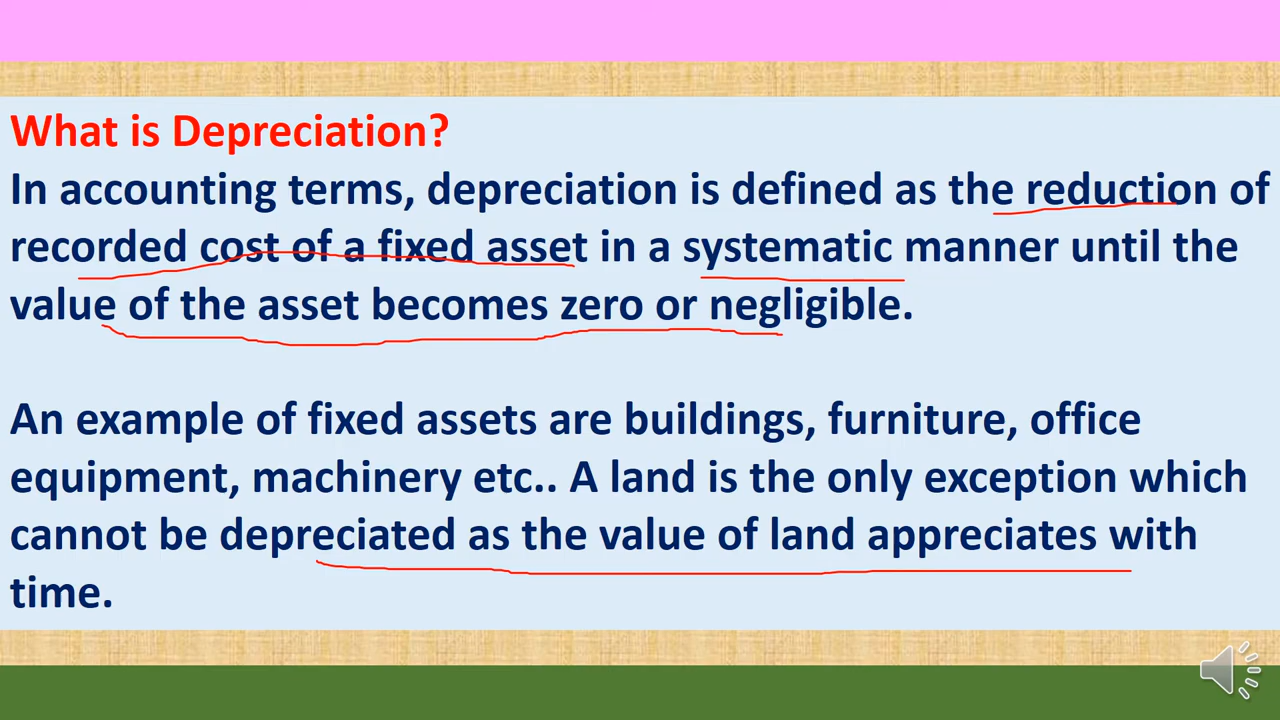 What is Depreciation?
In accounting terms, depreciation is defined as the reduction of
recorded cost of a fixed asset in a systematic manner until the
value of the asset becomes zero or negligible.
An example of fixed assets are buildings, furniture, office
equipment, machinery etc.. A land is the only exception which
cannot be depreciated as the value of land appreciates with
time.